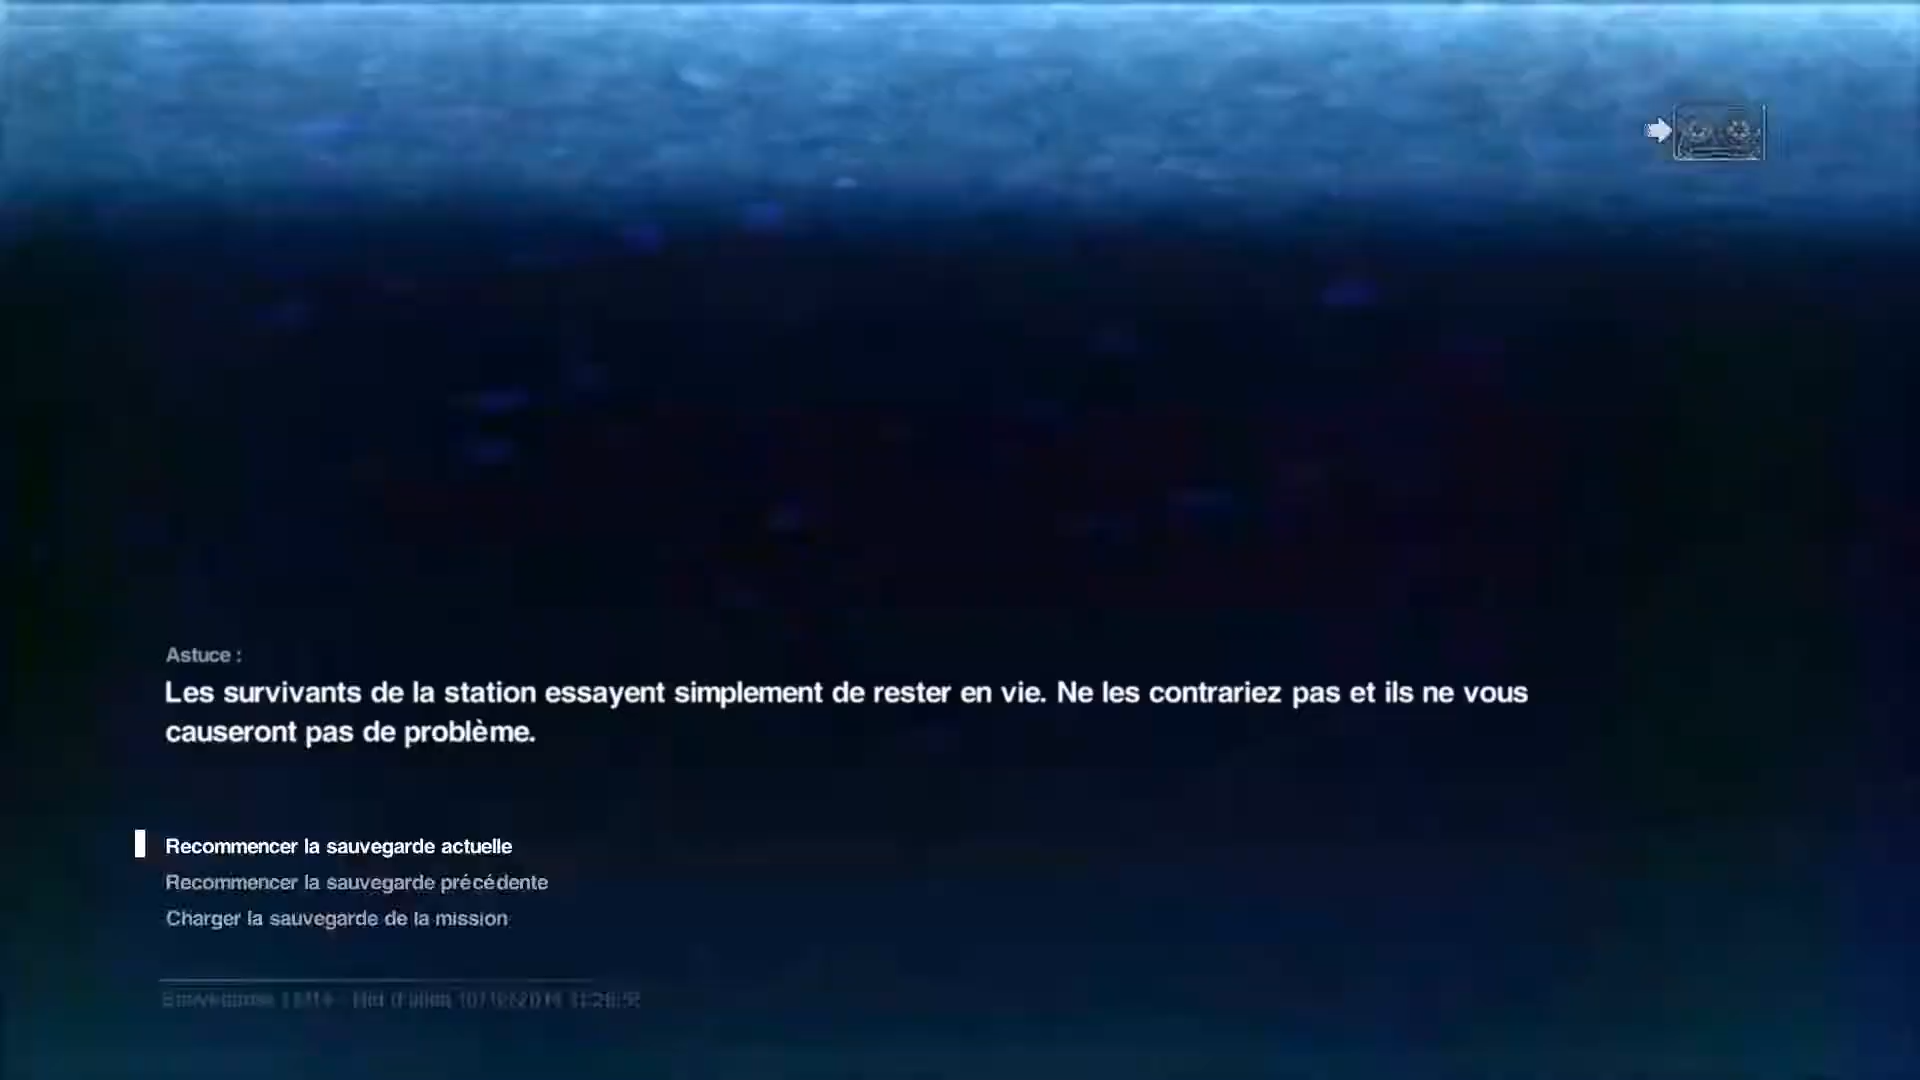 Astuce :
Les survivants de la station essayent simplement de rester en vie. Ne les contrariez pas et ils ne vous
causeront pas de problème.
Recommencer la sauvegarde actuelle
Recommencer la sauvegarde précédente
Charger la sauvegarde de la mission